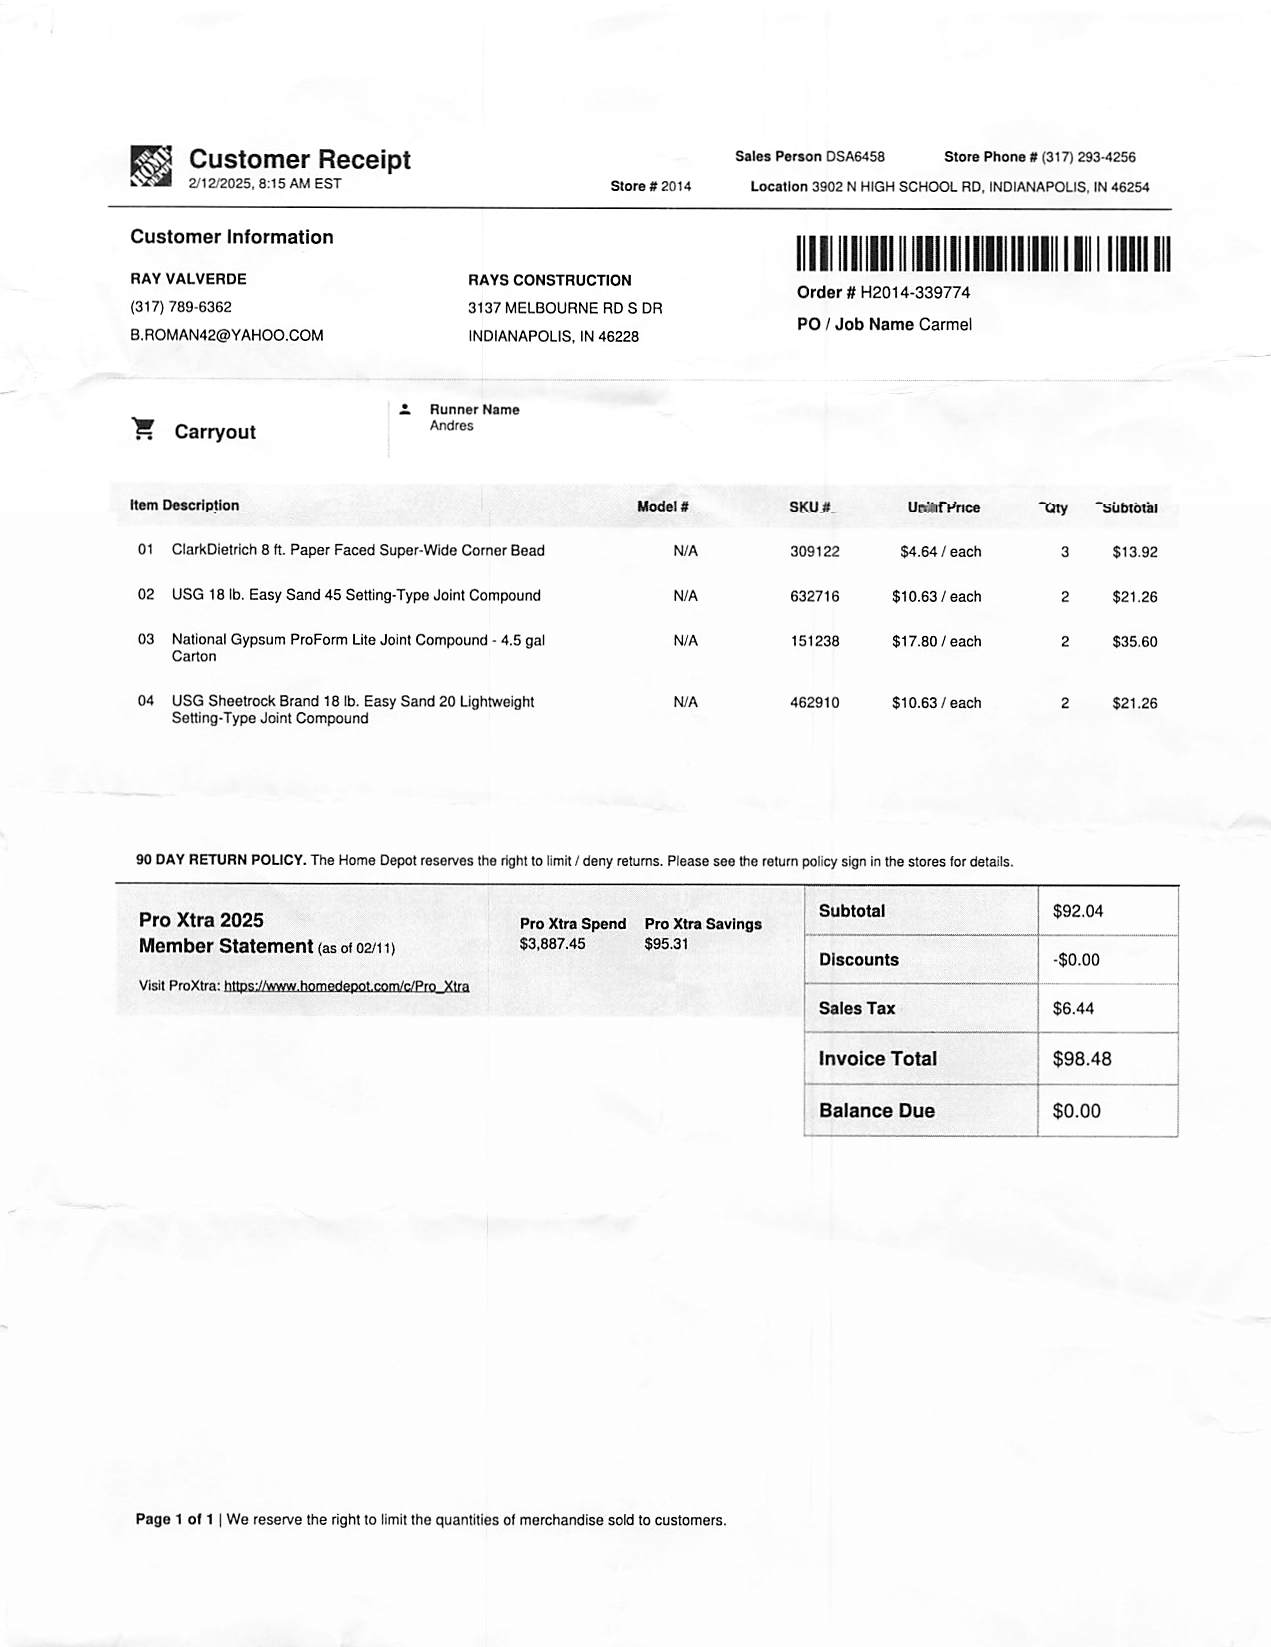 THE HOME DEPOT
Customer Receipt
2/12/2025, 8:15 AM EST
Sales Person DSA6458 Store Phone # (317) 293-4256
Store # 2014 Location 3902 N HIGH SCHOOL RD, INDIANAPOLIS, IN 46254
Customer Information
RAY VALVERDE
(317) 789-6362
B.ROMAN42@YAHOO.COM
RAYS CONSTRUCTION
3137 MELBOURNE RD S DR
INDIANAPOLIS, IN 46228
Order # H2014-339774
PO / Job Name Carmel
Carryout
Runner Name
Andres
Item Description Model # SKU # Unit Price Qty Subtotal
01 ClarkDietrich 8 ft. Paper Faced Super-Wide Corner Bead N/A 309122 $4.64 / each 3 $13.92
02 USG 18 lb. Easy Sand 45 Setting-Type Joint Compound N/A 632716 $10.63 / each 2 $21.26
03 National Gypsum ProForm Lite Joint Compound - 4.5 gal N/A 151238 $17.80 / each 2 $35.60
Carton
04 USG Sheetrock Brand 18 lb. Easy Sand 20 Lightweight N/A 462910 $10.63 / each 2 $21.26
Setting-Type Joint Compound
90 DAY RETURN POLICY. The Home Depot reserves the right to limit / deny returns. Please see the return policy sign in the stores for details.
Pro Xtra 2025
Member Statement (as of 02/11)
Visit ProXtra: https://www.homedepot.com/c/Pro_Xtra
Pro Xtra Spend Pro Xtra Savings
$3,887.45 $95.31
Subtotal $92.04
Discounts -$0.00
Sales Tax $6.44
Invoice Total $98.48
Balance Due $0.00
Page 1 of 1 | We reserve the right to limit the quantities of merchandise sold to customers.